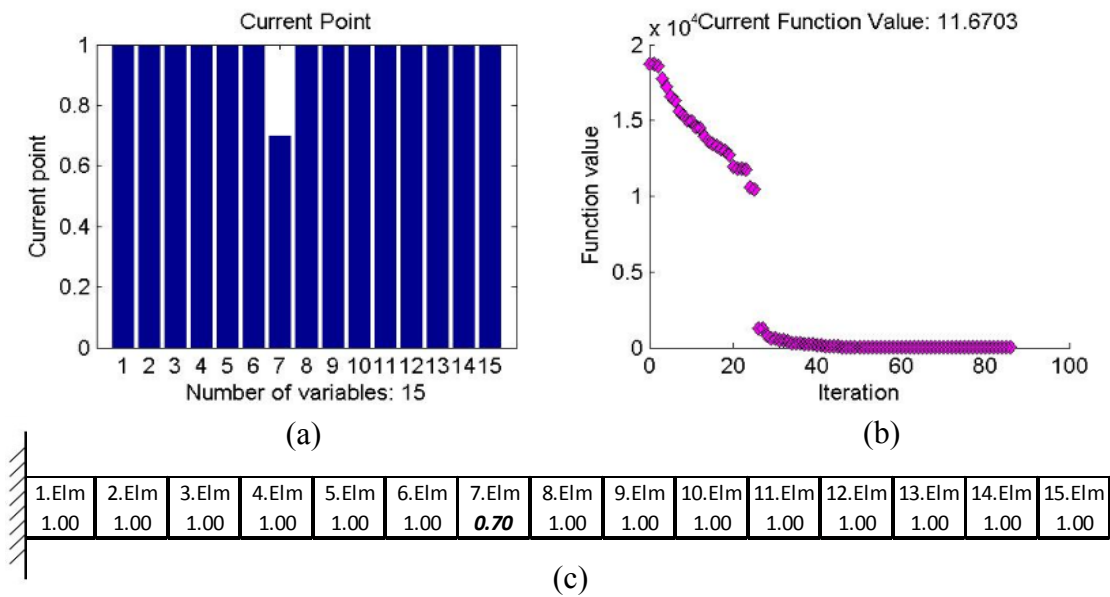 Current Point
Current point
1
0.8
0.6
0.4
0.2
0
1 2 3 4 5 6 7 8 9 10 11 12 13 14 15
Number of variables: 15
(a)
x 10⁴ Current Function Value: 11.6703
Function value
2
1.5
1
0.5
0
0 20 40 60 80 100
Iteration
(b)
1.Elm 2.Elm 3.Elm 4.Elm 5.Elm 6.Elm 7.Elm 8.Elm 9.Elm 10.Elm 11.Elm 12.Elm 13.Elm 14.Elm 15.Elm
1.00 1.00 1.00 1.00 1.00 1.00 0.70 1.00 1.00 1.00 1.00 1.00 1.00 1.00 1.00
(c)